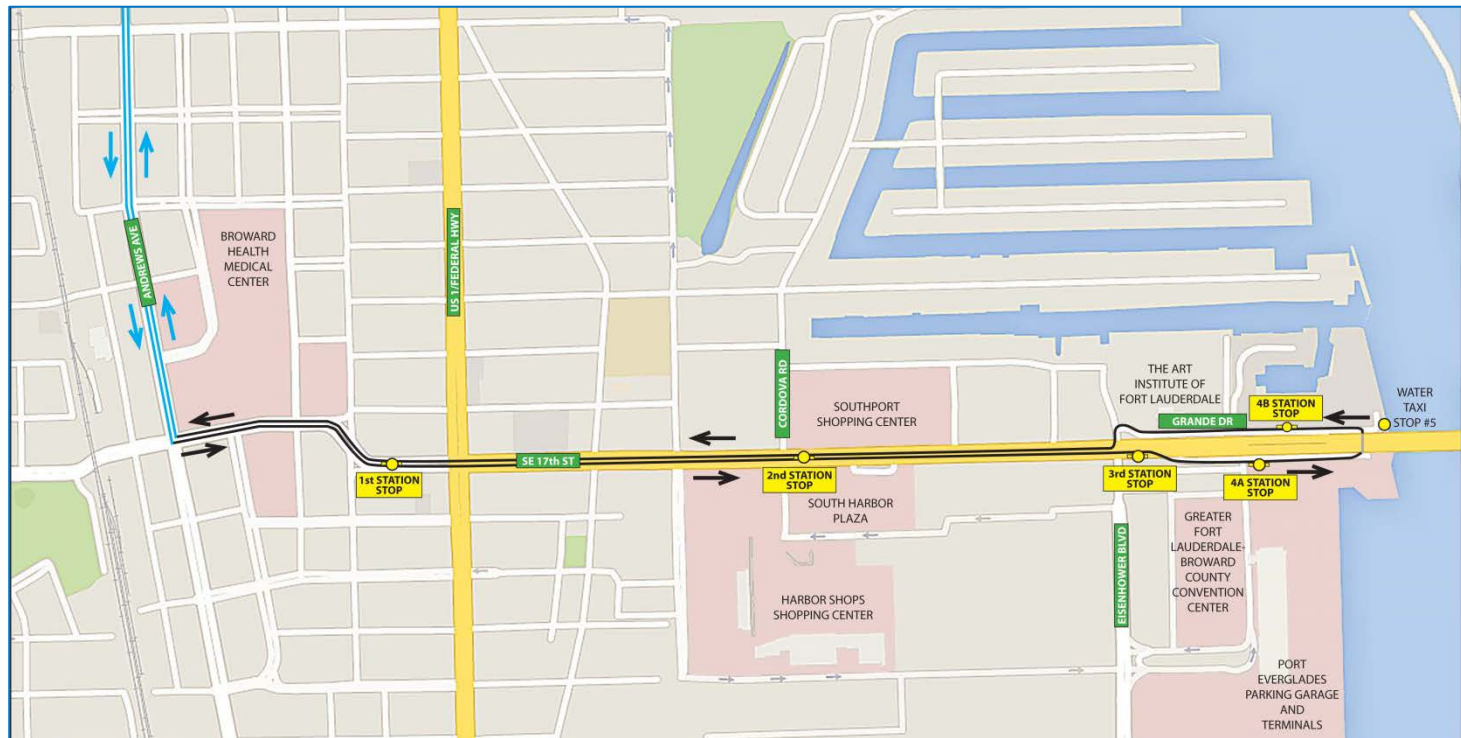 ANDREWS AVE
BROWARD
HEALTH
MEDICAL
CENTER
US 1/FEDERAL HWY
CORDOVA RD
SOUTHPORT
SHOPPING CENTER
THE ART
INSTITUTE OF
FORT LAUDERDALE
GRANDE DR
4B STATION
STOP
WATER
TAXI
STOP #5
SE 17th ST
1st STATION
STOP
2nd STATION
STOP
3rd STATION
STOP
4A STATION
STOP
SOUTH HARBOR
PLAZA
HARBOR SHOPS
SHOPPING CENTER
EISENHOWER BLVD
GREATER
FORT
LAUDERDALE-
BROWARD
COUNTY
CONVENTION
CENTER
PORT
EVERGLADES
PARKING GARAGE
AND
TERMINALS